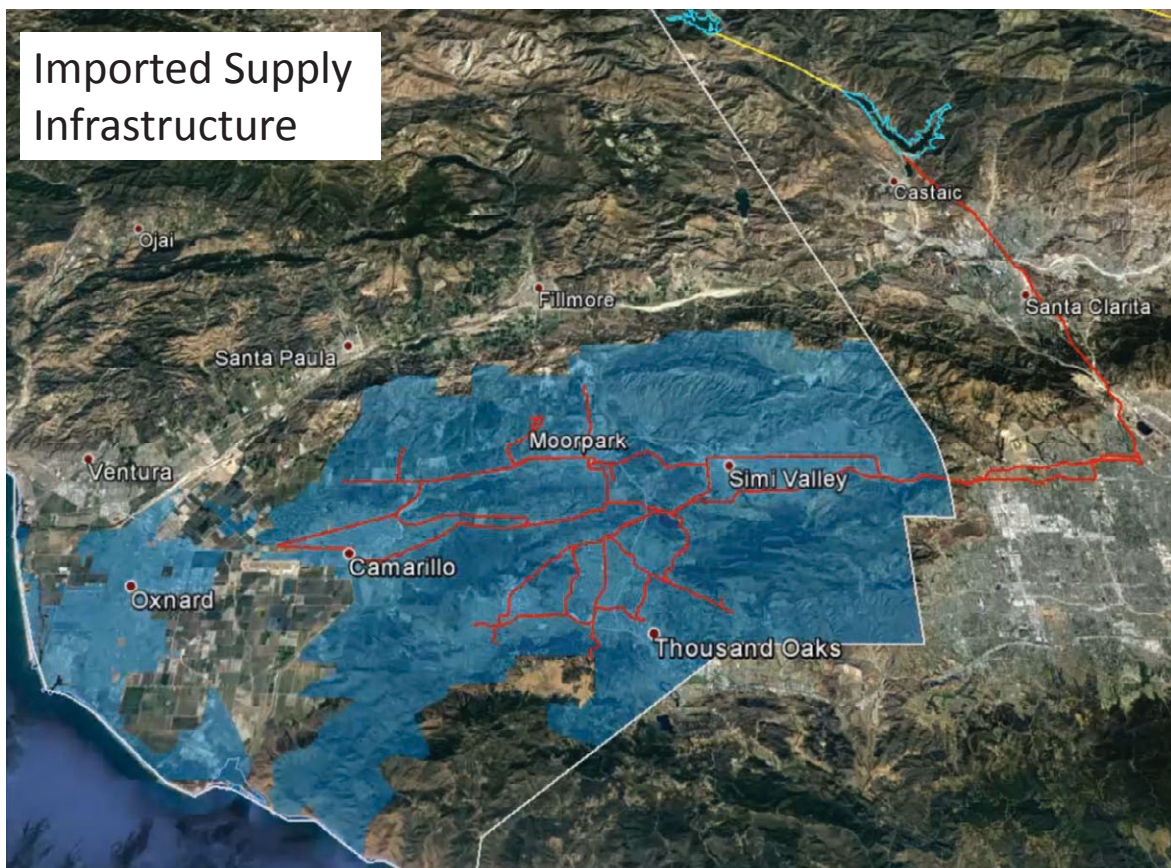 Imported Supply
Infrastructure
Castaic
Ojai
Fillmore
Santa Clarita
Santa Paula
Moorpark
Ventura
Simi Valley
Camarillo
Oxnard
Thousand Oaks